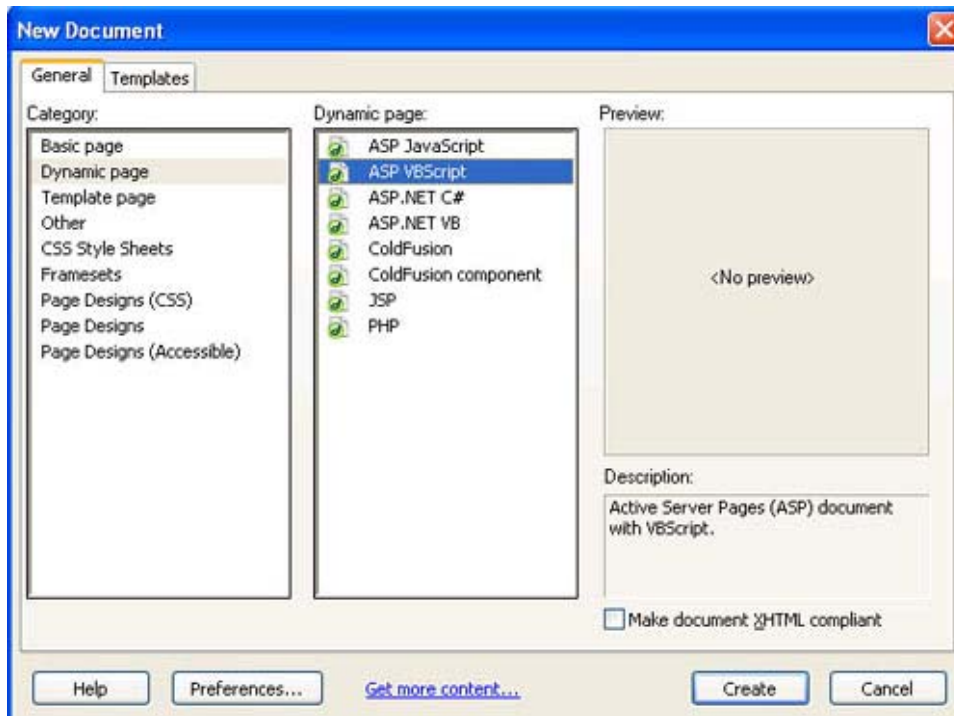 New Document
General
Templates
Category:
Basic page
Dynamic page
Template page
Other
CSS Style Sheets
Framesets
Page Designs (CSS)
Page Designs
Page Designs (Accessible)
Dynamic page:
ASP JavaScript
ASP VBScript
ASP.NET C#
ASP.NET VB
ColdFusion
ColdFusion component
JSP
PHP
Preview:
<No preview>
Description:
Active Server Pages (ASP) document
with VBScript.
Make document XHTML compliant
Help
Preferences...
Get more content...
Create
Cancel